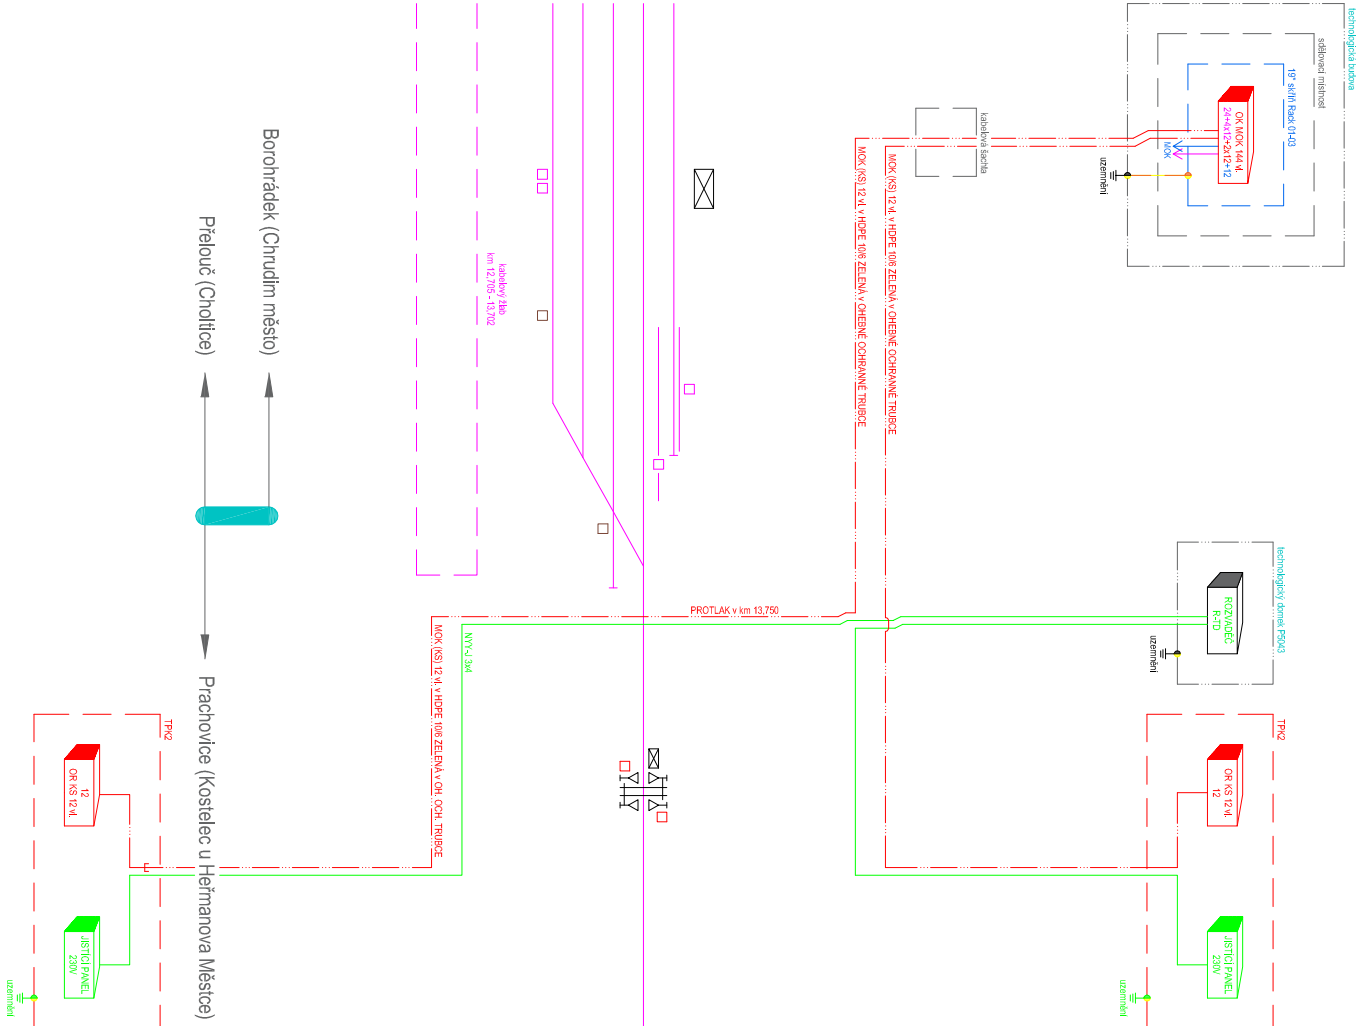 technologická budova
sdělovací místnost
19" skříň Rack 01-03
OK MOK 144 vl.
24+4x12+2x12+12
MOK
uzemnění
kabelová šachta
MOK (KS) 12 vl. v HDPE 10/6 ZELENÁ v OHEBNÉ OCHRANNÉ TRUBCE
MOK (KS) 12 vl. v HDPE 10/6 ZELENÁ v OHEBNÉ OCHRANNÉ TRUBCE
kabelový žlab
km 12,705 - 13,702
Borohrádek (Chrudim město)
Přelouč (Choltice)
Prachovice (Kostelec u Heřmanova Městce)
technologický domek P5043
ROZVADĚČ
R-TD
uzemnění
PROTLAK v km 13,750
NYY-J 3x4
MOK (KS) 12 vl. v HDPE 10/6 ZELENÁ v OH. OCH. TRUBCE
TPK2
OR KS 12 vl.
12
JISTÍCÍ PANEL
230V
uzemnění
TPK2
12
OR KS 12 vl.
JISTÍCÍ PANEL
230V
uzemnění